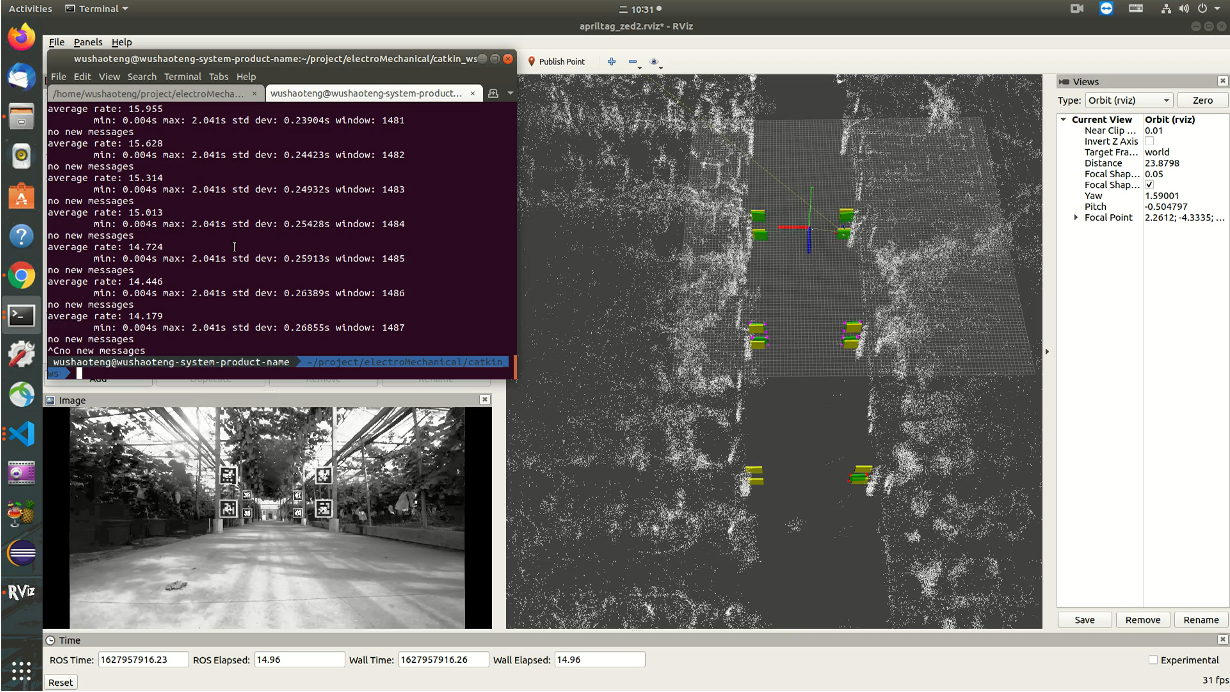 Activities
Terminal
二 10:31
apriltag_zed2.rviz* - RViz
File Panels Help
wushaoteng@wushaoteng-system-product-name:~/project/electroMechanical/catkin_ws
File Edit View Search Terminal Tabs Help
/home/wushaoteng/project/electroMecha...
wushaoteng@wushaoteng-system-product...
average rate: 15.955
min: 0.004s max: 2.041s std dev: 0.23904s window: 1481
no new messages
average rate: 15.628
min: 0.004s max: 2.041s std dev: 0.24423s window: 1482
no new messages
average rate: 15.314
min: 0.004s max: 2.041s std dev: 0.24932s window: 1483
no new messages
average rate: 15.013
min: 0.004s max: 2.041s std dev: 0.25428s window: 1484
no new messages
average rate: 14.724
min: 0.004s max: 2.041s std dev: 0.25913s window: 1485
no new messages
average rate: 14.446
min: 0.004s max: 2.041s std dev: 0.26389s window: 1486
no new messages
average rate: 14.179
min: 0.004s max: 2.041s std dev: 0.26855s window: 1487
no new messages
^Cno new messages
wushaoteng@wushaoteng-system-product-name ~/project/electroMechanical/catkin_
ws
Add Duplicate Remove Rename
Image
Publish Point
Views
Type: Orbit (rviz) Zero
Current View Orbit (rviz)
Near Clip ... 0.01
Invert Z Axis
Target Fra... world
Distance 23.8798
Focal Shap... 0.05
Focal Shap...
Yaw 1.59001
Pitch -0.504797
Focal Point 2.2612; -4.3335; ...
Save Remove Rename
RViz
Time
ROS Time: 1627957916.23 ROS Elapsed: 14.96 Wall Time: 1627957916.26 Wall Elapsed: 14.96 Experimental
Reset
31 fps